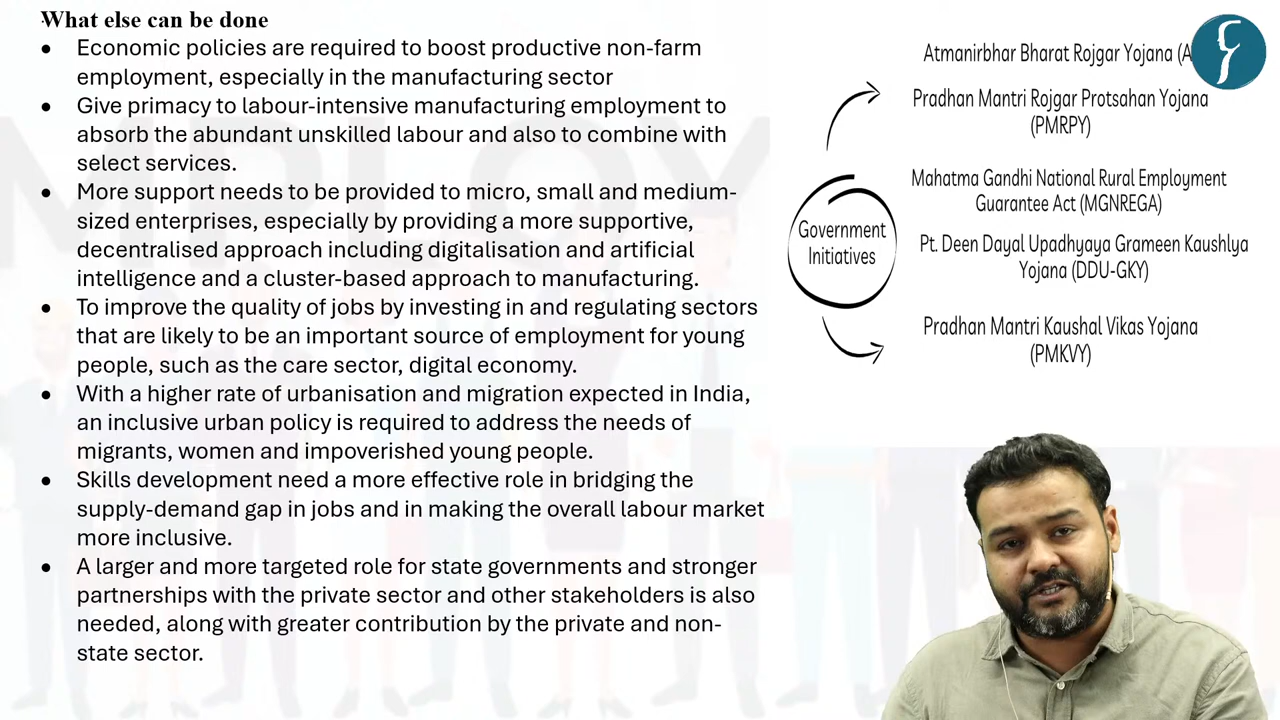 What else can be done
• Economic policies are required to boost productive non-farm
employment, especially in the manufacturing sector
• Give primacy to labour-intensive manufacturing employment to
absorb the abundant unskilled labour and also to combine with
select services.
• More support needs to be provided to micro, small and medium-
sized enterprises, especially by providing a more supportive,
decentralised approach including digitalisation and artificial
intelligence and a cluster-based approach to manufacturing.
• To improve the quality of jobs by investing in and regulating sectors
that are likely to be an important source of employment for young
people, such as the care sector, digital economy.
• With a higher rate of urbanisation and migration expected in India,
an inclusive urban policy is required to address the needs of
migrants, women and impoverished young people.
• Skills development need a more effective role in bridging the
supply-demand gap in jobs and in making the overall labour market
more inclusive.
• A larger and more targeted role for state governments and stronger
partnerships with the private sector and other stakeholders is also
needed, along with greater contribution by the private and non-
state sector.
Government
Initiatives
Atmanirbhar Bharat Rojgar Yojana (A
Pradhan Mantri Rojgar Protsahan Yojana
(PMRPY)
Mahatma Gandhi National Rural Employment
Guarantee Act (MGNREGA)
Pt. Deen Dayal Upadhyaya Grameen Kaushlya
Yojana (DDU-GKY)
Pradhan Mantri Kaushal Vikas Yojana
(PMKVY)